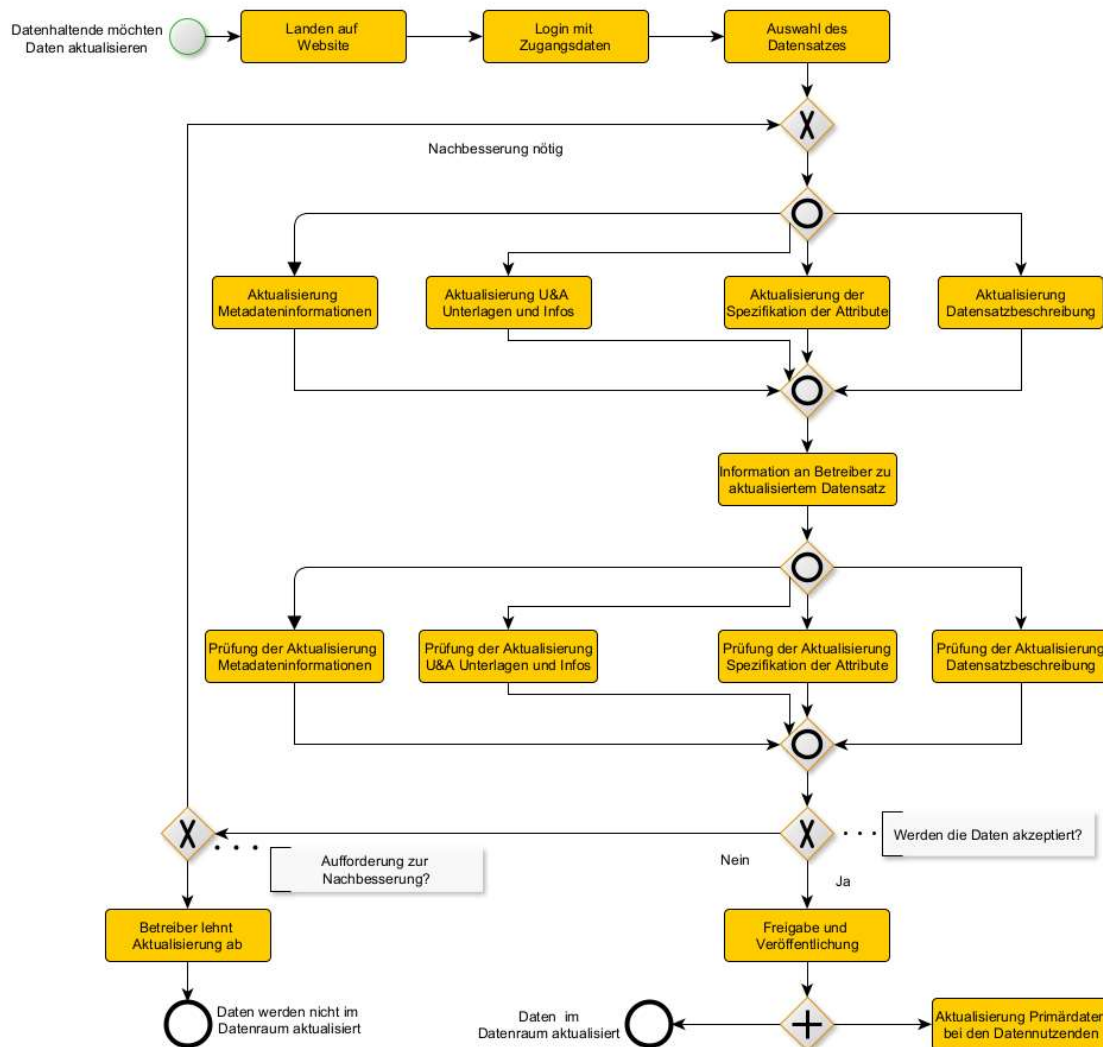 Datenhaltende möchten
Daten aktualisieren
Landen auf
Website
Login mit
Zugangsdaten
Auswahl des
Datensatzes
Nachbesserung nötig
Aktualisierung
Metadateninformationen
Aktualisierung U&A
Unterlagen und Infos
Aktualisierung der
Spezifikation der Attribute
Aktualisierung
Datensatzbeschreibung
Information an Betreiber zu
aktualisiertem Datensatz
Prüfung der Aktualisierung
Metadateninformationen
Prüfung der Aktualisierung
U&A Unterlagen und Infos
Prüfung der Aktualisierung
Spezifikation der Attribute
Prüfung der Aktualisierung
Datensatzbeschreibung
Werden die Daten akzeptiert?
Aufforderung zur
Nachbesserung?
Nein
Ja
Betreiber lehnt
Aktualisierung ab
Freigabe und
Veröffentlichung
Daten werden nicht im
Datenraum aktualisiert
Daten im
Datenraum aktualisiert
Aktualisierung Primärdaten
bei den Datennutzenden